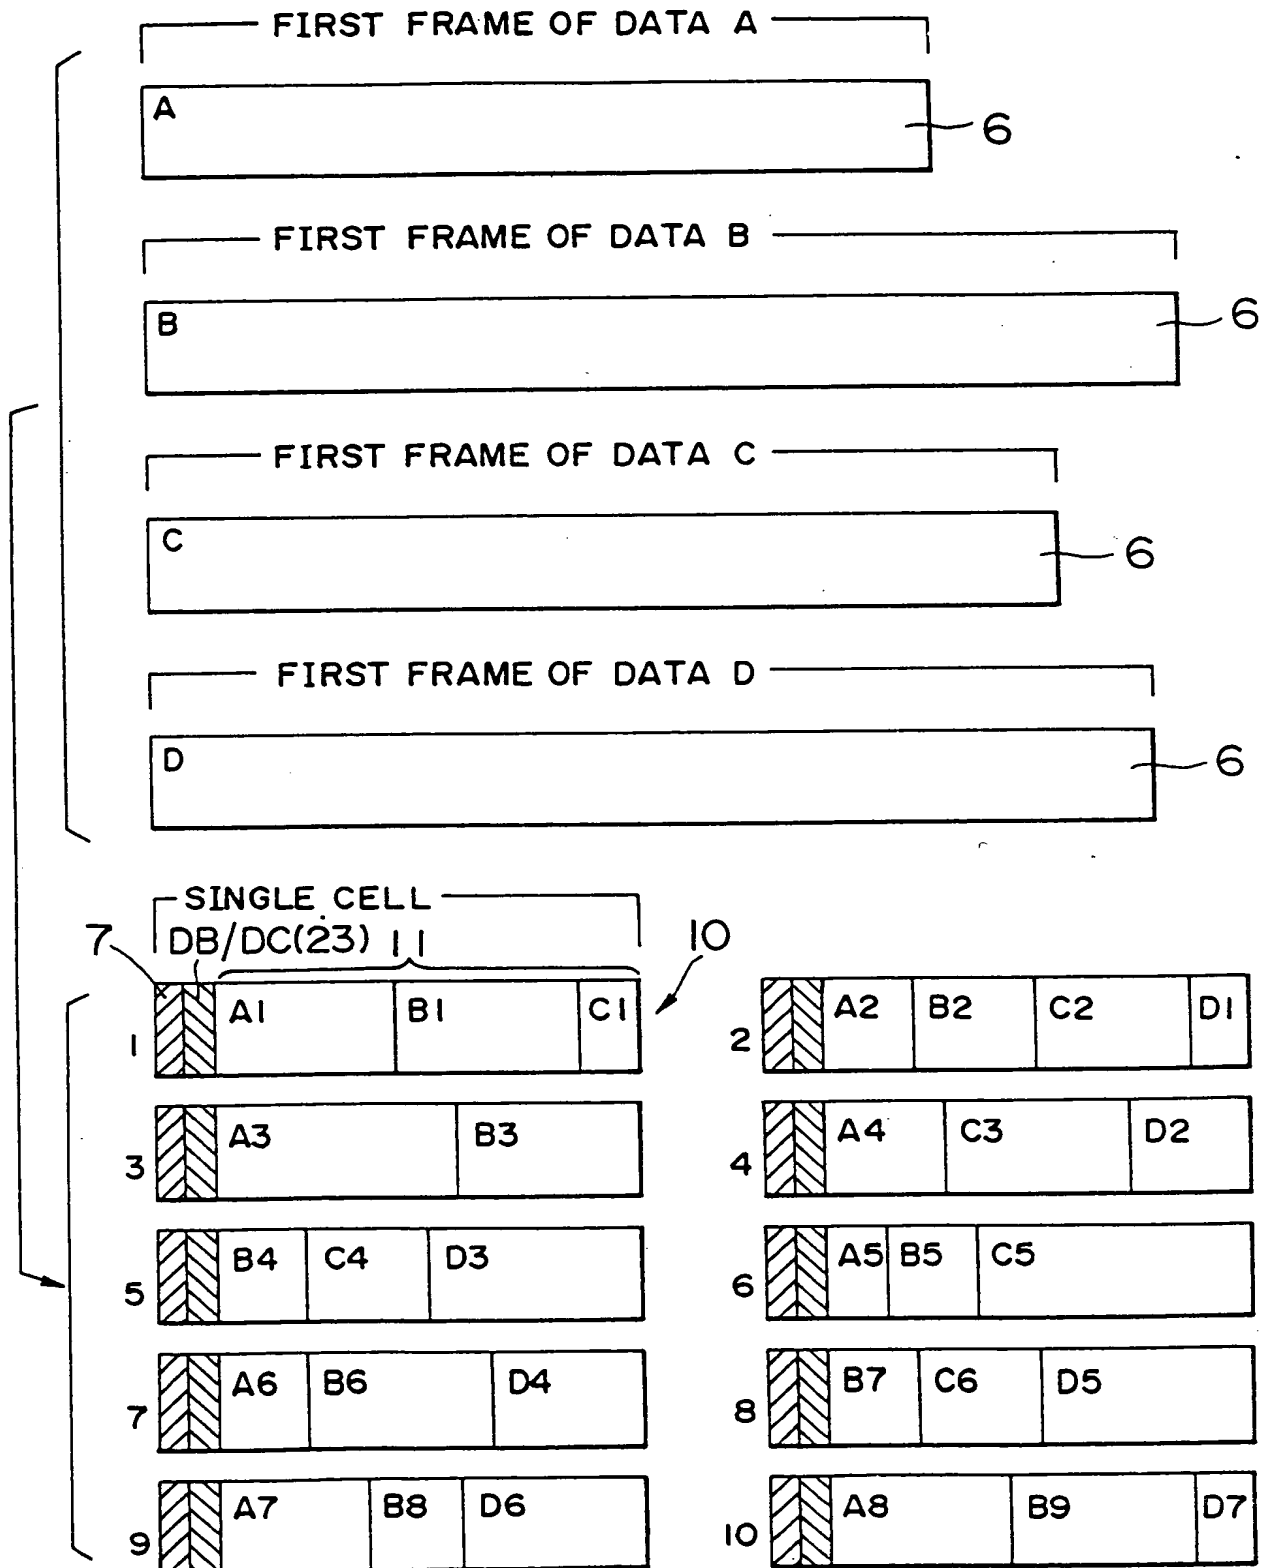 FIRST FRAME OF DATA A
A
6
FIRST FRAME OF DATA B
B
6
FIRST FRAME OF DATA C
C
6
FIRST FRAME OF DATA D
D
6
SINGLE CELL
7 DB/DC(23) 11 10
1 A1 B1 C1
2 A2 B2 C2 D1
3 A3 B3
4 A4 C3 D2
5 B4 C4 D3
6 A5 B5 C5
7 A6 B6 D4
8 B7 C6 D5
9 A7 B8 D6
10 A8 B9 D7